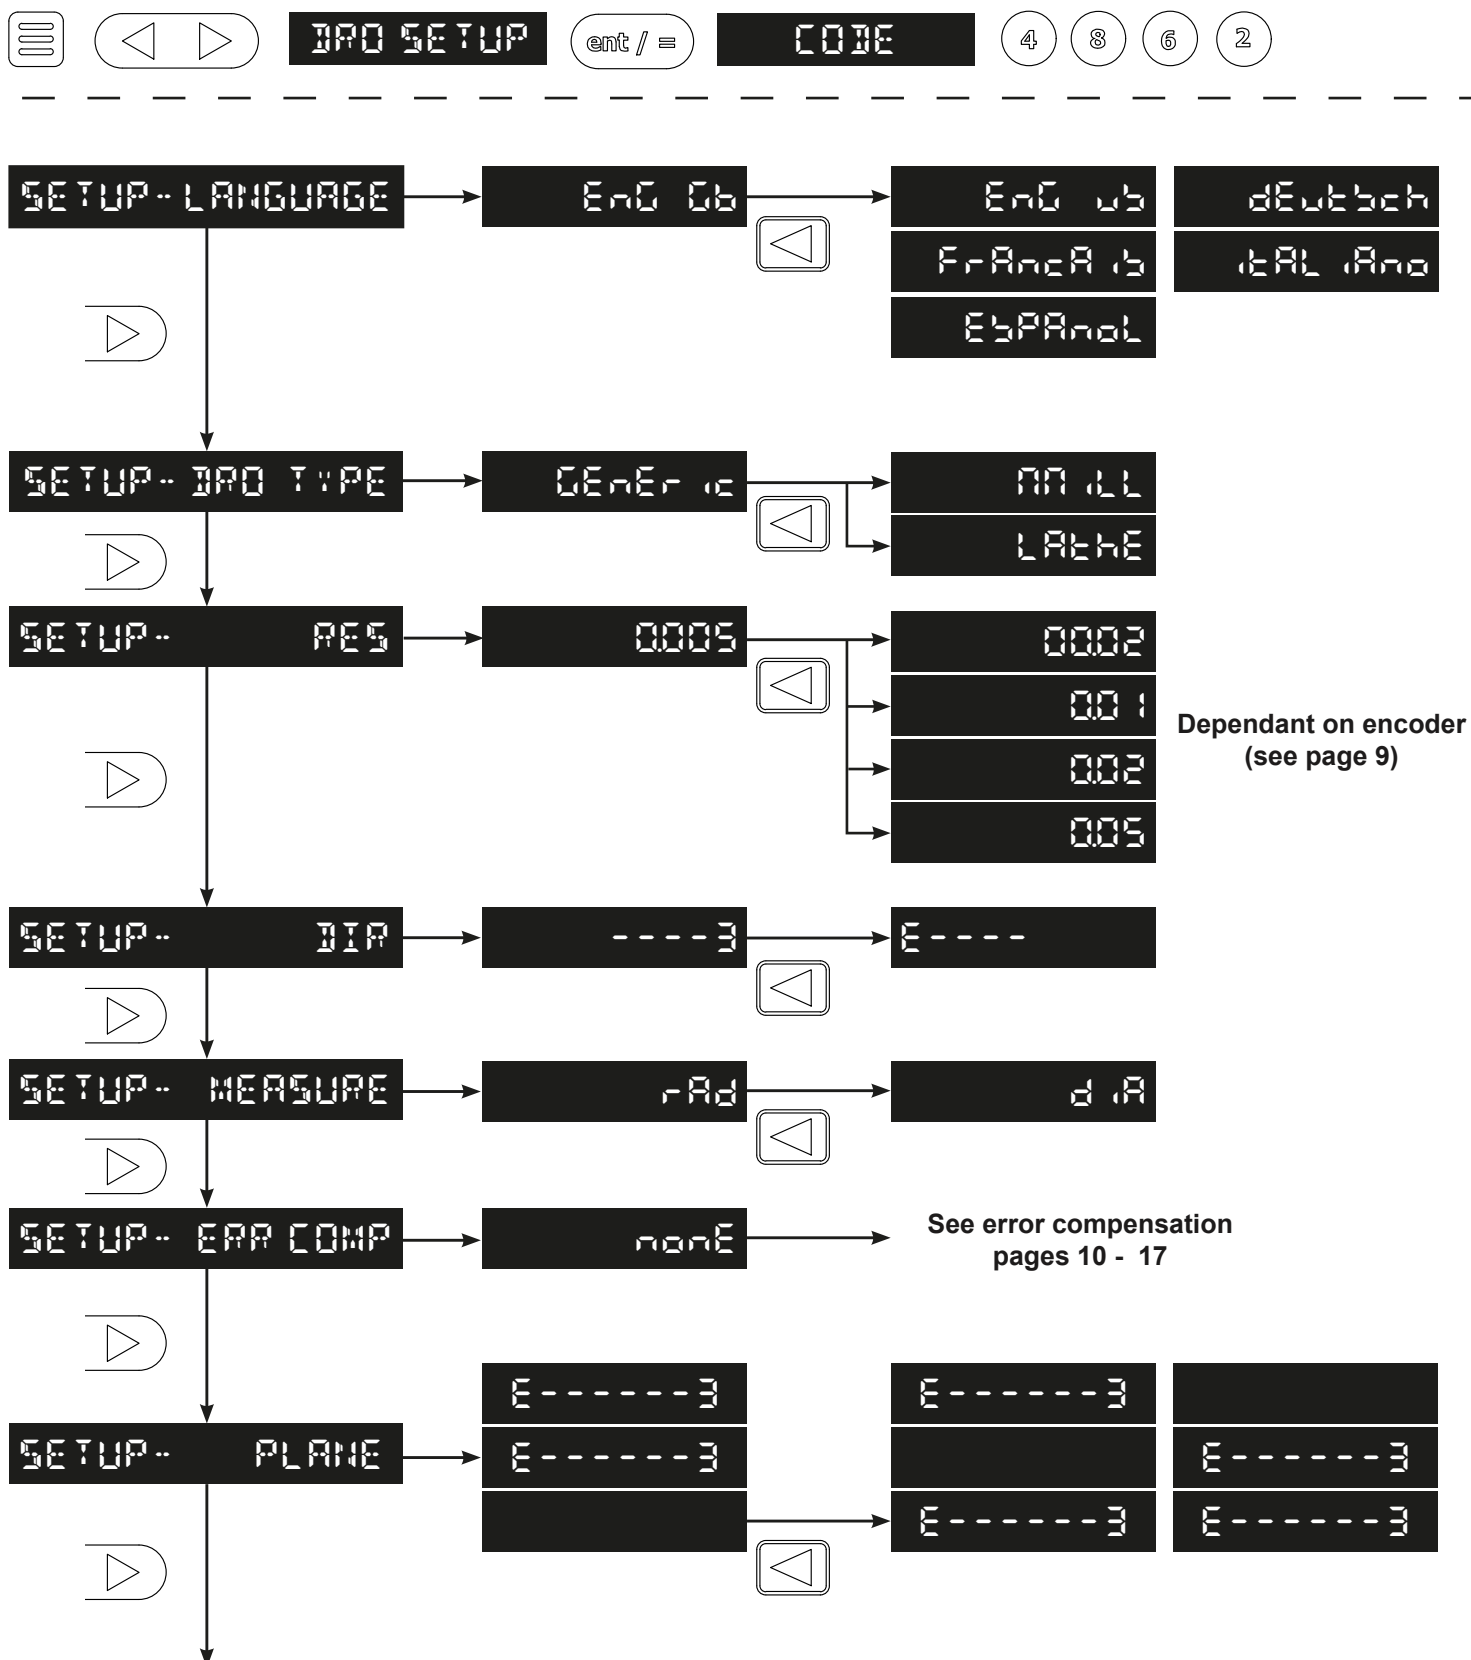 DRO SETUP ent / = CODE 4 8 6 2
SETUP-LANGUAGE EnG Gb EnG us dEutsch
FrAncAis itALiAno
ESPAnoL
SETUP- DRO TYPE GEnEric MILL
LAthE
SETUP- RES 0.005 00.02
0.01
Dependant on encoder
(see page 9)
0.02
0.05
SETUP- DIR ----3 E----
SETUP- MEASURE rAd diA
SETUP- ERR COMP nonE See error compensation
pages 10 - 17
E------3 E------3
SETUP- PLANE E------3 E------3
E------3 E------3